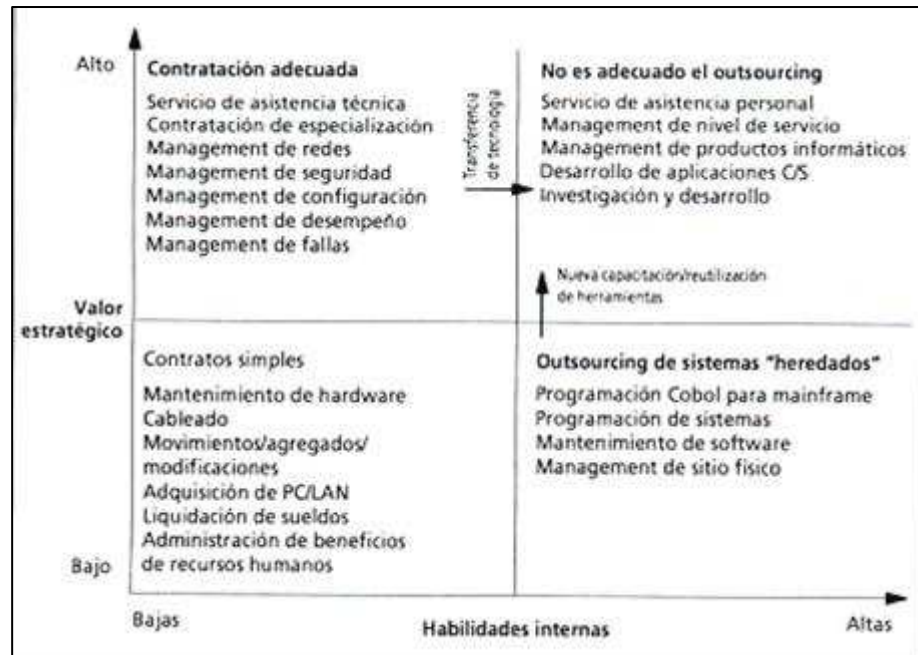 Alto
Contratación adecuada
Servicio de asistencia técnica
Contratación de especialización
Management de redes
Management de seguridad
Management de configuración
Management de desempeño
Management de fallas
Transferencia
de tecnología
No es adecuado el outsourcing
Servicio de asistencia personal
Management de nivel de servicio
Management de productos informáticos
Desarrollo de aplicaciones C/S
Investigación y desarrollo
Nueva capacitación/reutilización
de herramientas
Valor
estratégico
Contratos simples
Mantenimiento de hardware
Cableado
Movimientos/agregados/
modificaciones
Adquisición de PC/LAN
Liquidación de sueldos
Administración de beneficios
de recursos humanos
Outsourcing de sistemas "heredados"
Programación Cobol para mainframe
Programación de sistemas
Mantenimiento de software
Management de sitio físico
Bajo
Bajas
Habilidades internas
Altas